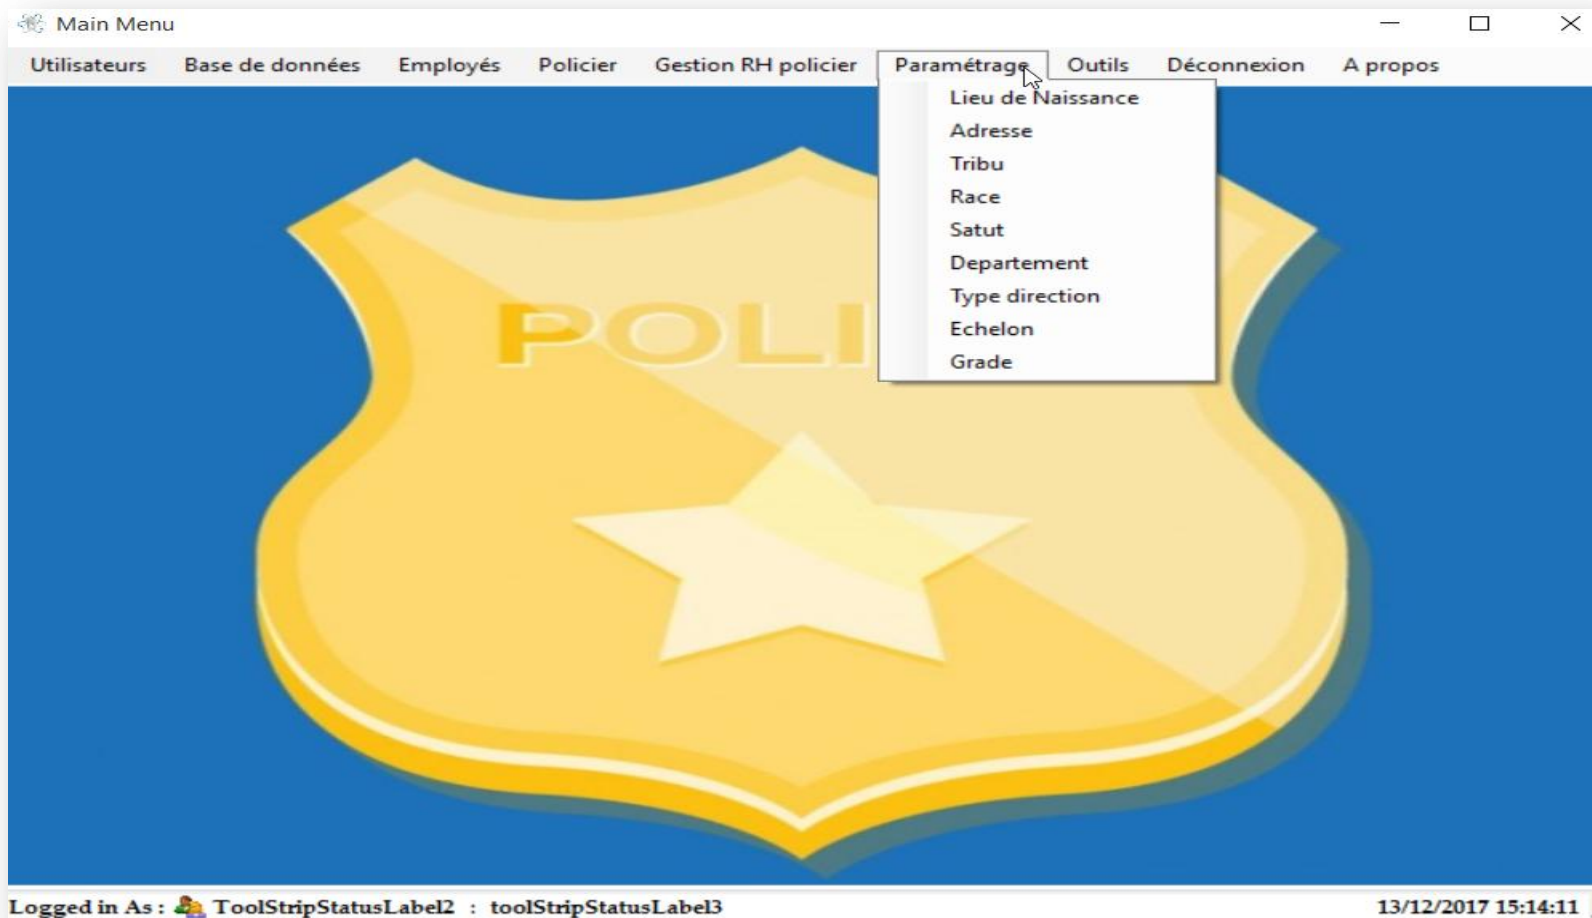 Main Menu
Utilisateurs Base de données Employés Policier Gestion RH policier Paramétrage Outils Déconnexion A propos
Lieu de Naissance
Adresse
Tribu
Race
Satut
Departement
Type direction
Echelon
Grade
POLI
Logged in As : ToolStripStatusLabel2 : toolStripStatusLabel3 13/12/2017 15:14:11